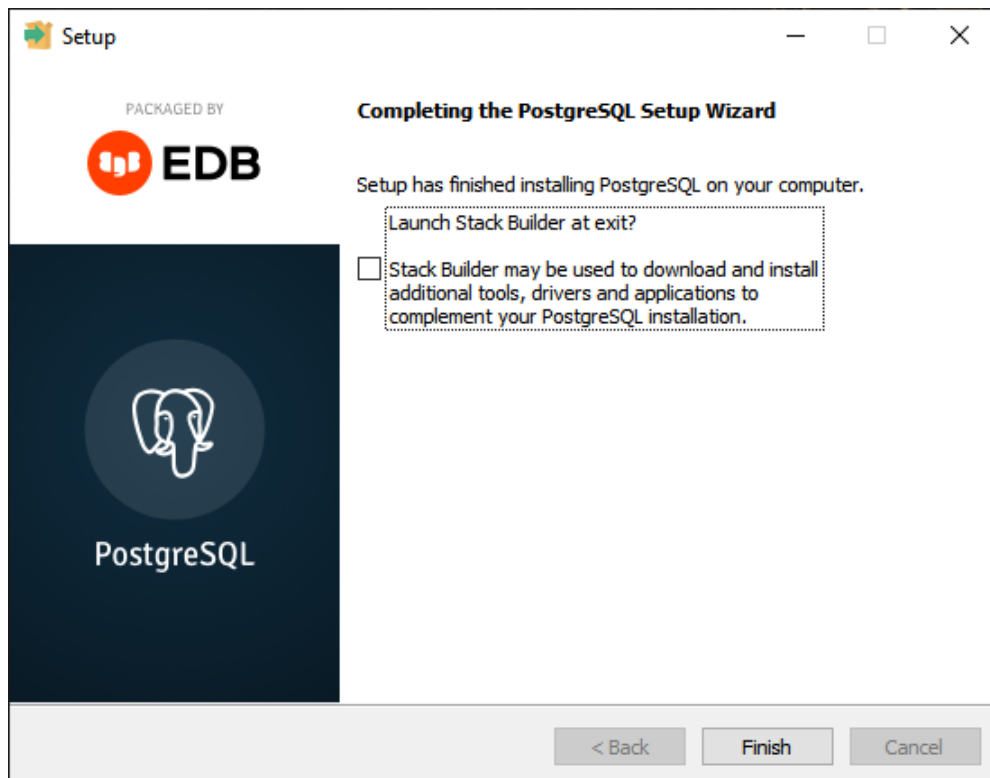 Setup
PACKAGED BY
EDB
PostgreSQL
Completing the PostgreSQL Setup Wizard
Setup has finished installing PostgreSQL on your computer.
Launch Stack Builder at exit?
Stack Builder may be used to download and install
additional tools, drivers and applications to
complement your PostgreSQL installation.
< Back
Finish
Cancel